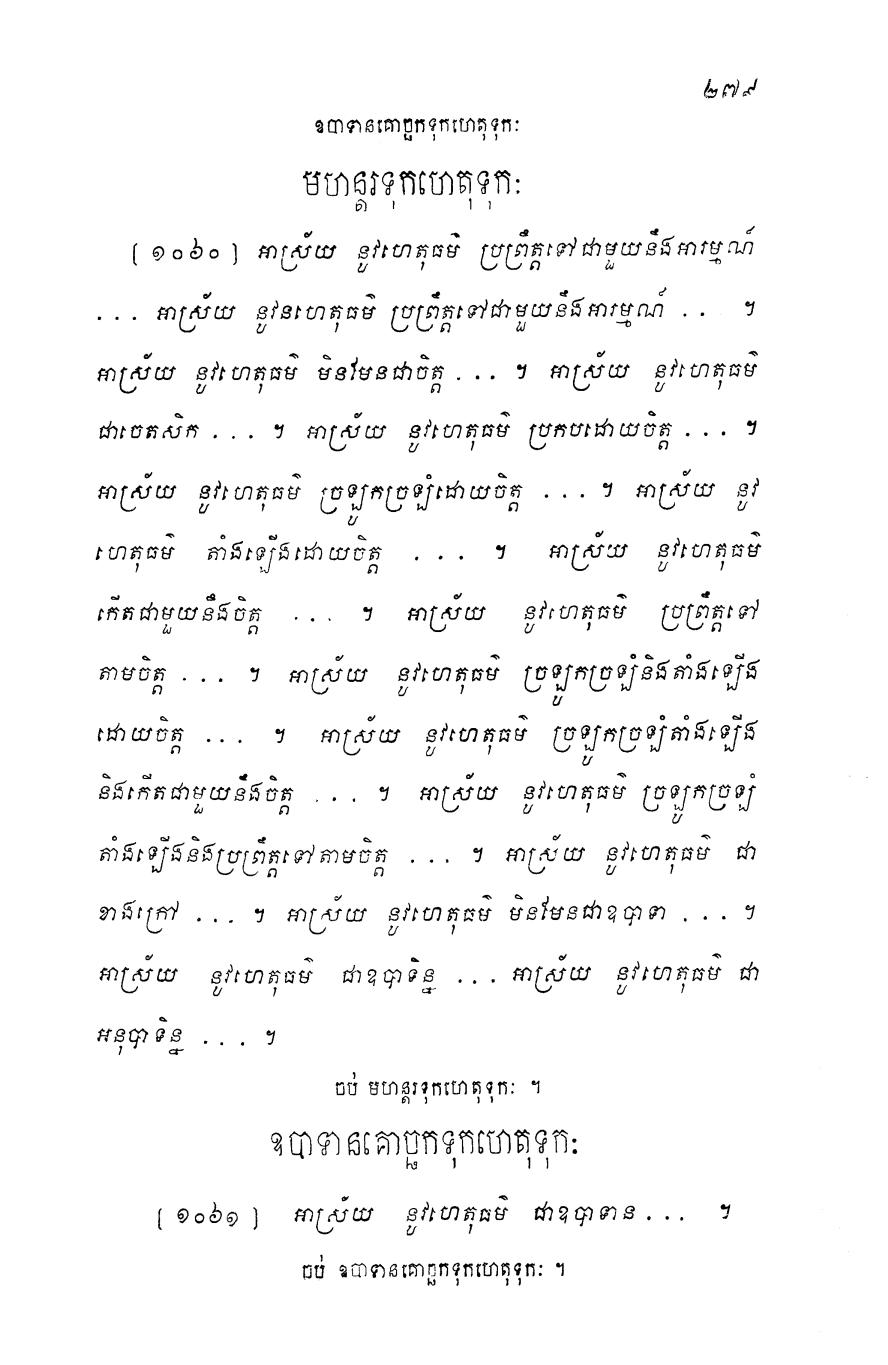 ២៧៩
ឧបាទានគោច្ឆកទុកហេតុទុកៈ
មហន្តរទុកហេតុទុកៈ
[ ១០៦០ ] អាស្រ័យ នូវហេតុធម៌ ប្រព្រឹត្តទៅជាមួយនឹងអារម្មណ៍
... អាស្រ័យ នូវនហេតុធម៌ ប្រព្រឹត្តទៅជាមួយនឹងអារម្មណ៍ .. ។
អាស្រ័យ នូវហេតុធម៌ មិនមែនជាចិត្ត ... ។ អាស្រ័យ នូវហេតុធម៌
ជាចេតសិក ... ។ អាស្រ័យ នូវហេតុធម៌ ប្រកបដោយចិត្ត ... ។
អាស្រ័យ នូវហេតុធម៌ ច្រឡូកច្រឡំដោយចិត្ត ... ។ អាស្រ័យ នូវ
ហេតុធម៌ តាំងឡើងដោយចិត្ត ... ។ អាស្រ័យ នូវហេតុធម៌
កើតជាមួយនឹងចិត្ត ... ។ អាស្រ័យ នូវហេតុធម៌ ប្រព្រឹត្តទៅ
តាមចិត្ត ... ។ អាស្រ័យ នូវហេតុធម៌ ច្រឡូកច្រឡំនិងតាំងឡើង
ដោយចិត្ត ... ។ អាស្រ័យ នូវហេតុធម៌ ច្រឡូកច្រឡំតាំងឡើង
និងកើតជាមួយនឹងចិត្ត ... ។ អាស្រ័យ នូវហេតុធម៌ ច្រឡូកច្រឡំ
តាំងឡើងនិងប្រព្រឹត្តទៅតាមចិត្ត ... ។ អាស្រ័យ នូវហេតុធម៌ ជា
ខាងក្រៅ ... ។ អាស្រ័យ នូវហេតុធម៌ មិនមែនជាឧបាទា ... ។
អាស្រ័យ នូវហេតុធម៌ ជាឧបាទិន្ន ... អាស្រ័យ នូវហេតុធម៌ ជា
អនុបាទិន្ន ... ។
ចប់ មហន្តរទុកហេតុទុកៈ ។
ឧបាទានគោច្ឆកទុកហេតុទុកៈ
[ ១០៦១ ] អាស្រ័យ នូវហេតុធម៌ ជាឧបាទាន ... ។
ចប់ ឧបាទានគោច្ឆកទុកហេតុទុកៈ ។